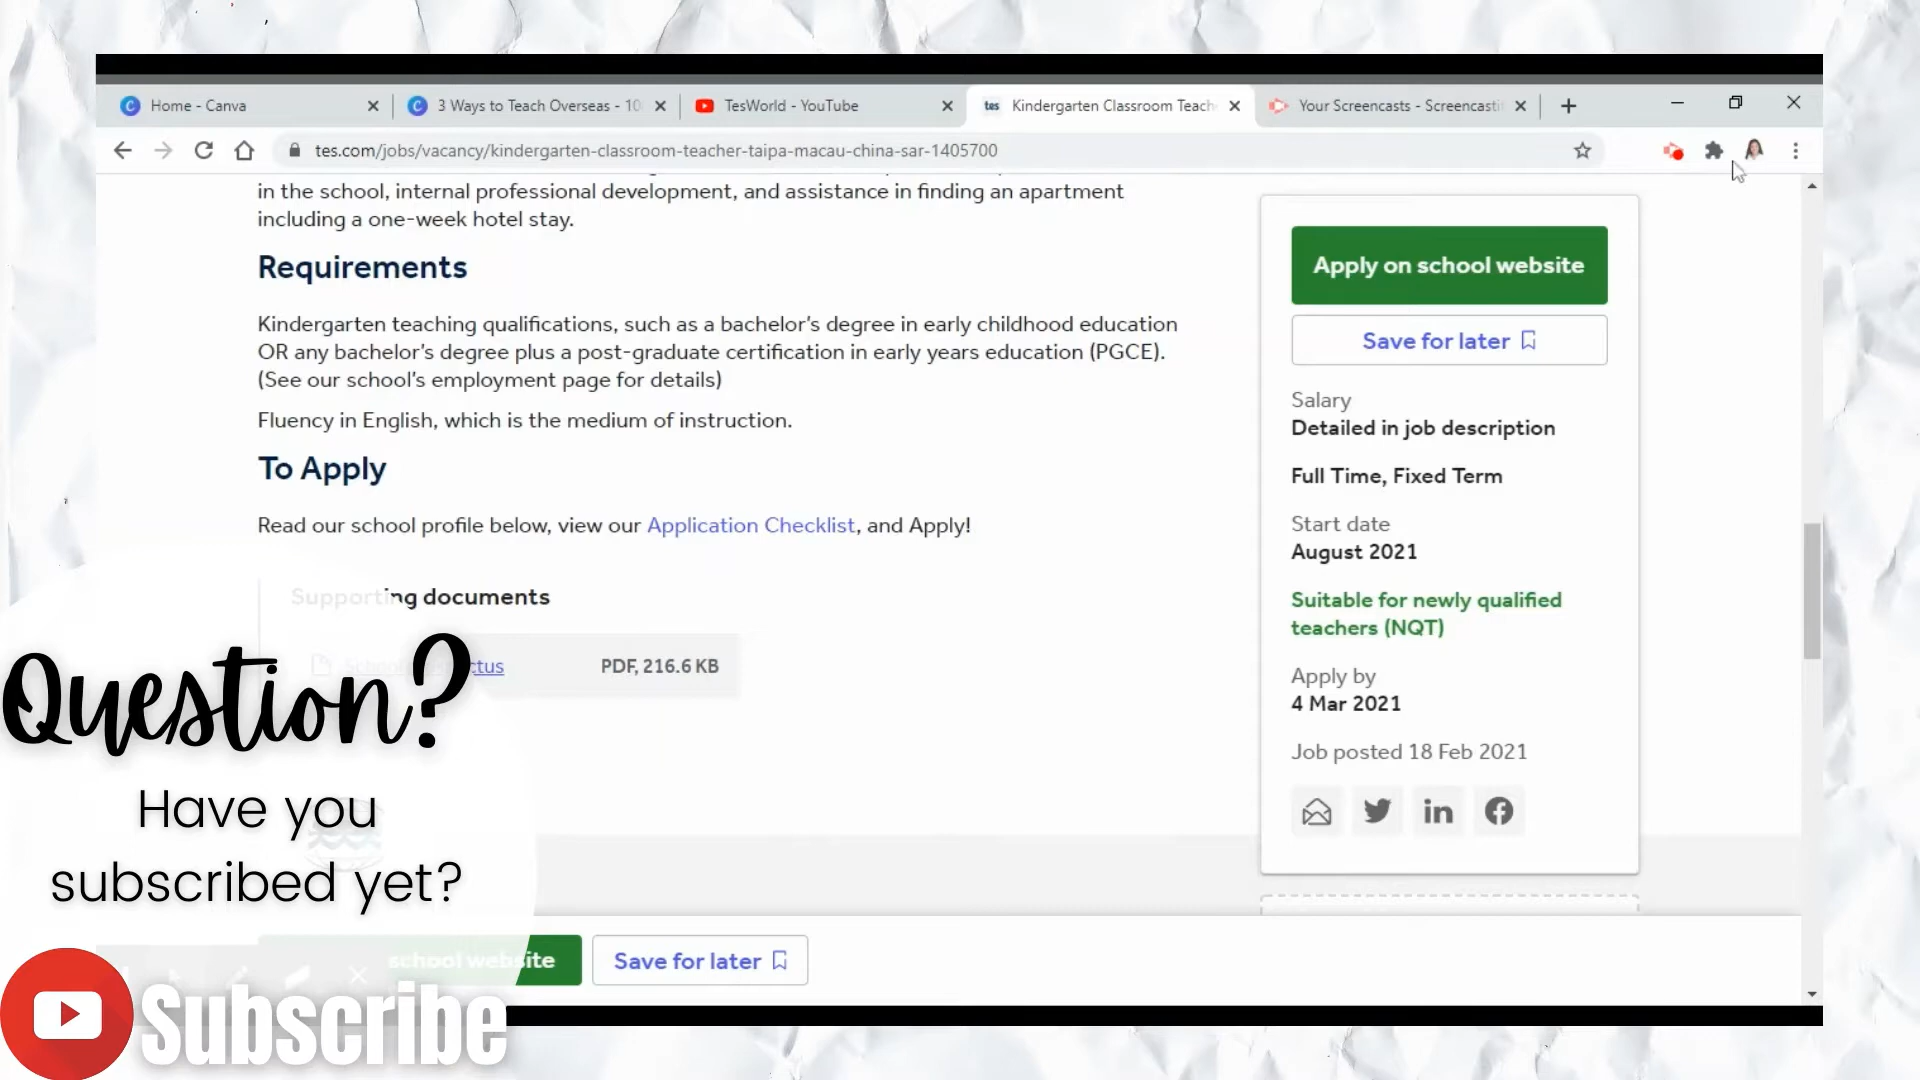 Home - Canva
3 Ways to Teach Overseas - 10
TesWorld - YouTube
tes Kindergarten Classroom Teach
Your Screencasts - Screencasti
tes.com/jobs/vacancy/kindergarten-classroom-teacher-taipa-macau-china-sar-1405700
in the school, internal professional development, and assistance in finding an apartment
including a one-week hotel stay.
Requirements
Kindergarten teaching qualifications, such as a bachelor's degree in early childhood education
OR any bachelor's degree plus a post-graduate certification in early years education (PGCE).
(See our school's employment page for details)
Fluency in English, which is the medium of instruction.
To Apply
Read our school profile below, view our Application Checklist, and Apply!
Supporting documents
PDF, 216.6 KB
school website
Save for later
Apply on school website
Save for later
Salary
Detailed in job description
Full Time, Fixed Term
Start date
August 2021
Suitable for newly qualified
teachers (NQT)
Apply by
4 Mar 2021
Job posted 18 Feb 2021
Question?
Have you
subscribed yet?
Subscribe